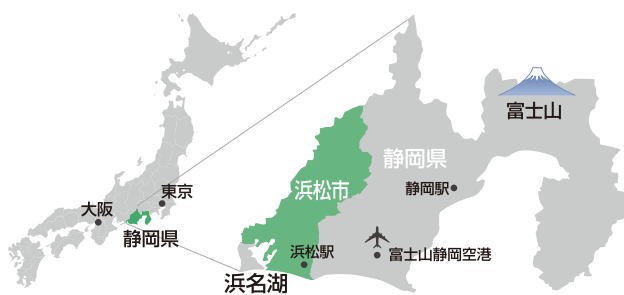 富士山
静岡県
浜松市
静岡駅
東京
大阪
静岡県
浜松駅
富士山静岡空港
浜名湖